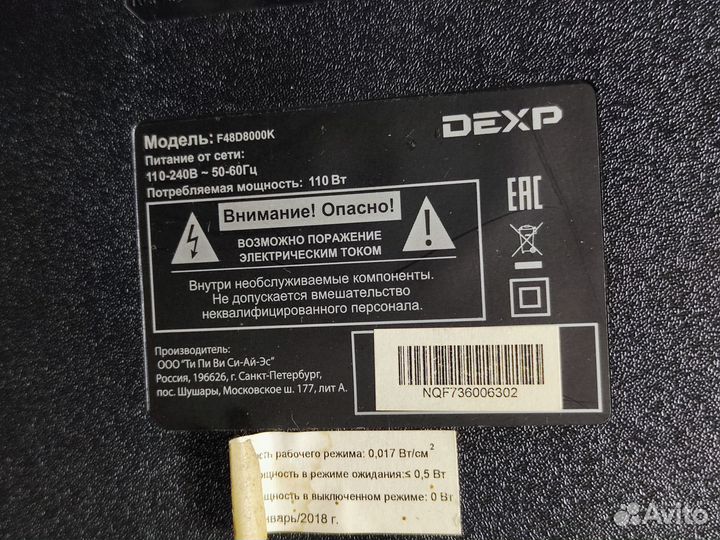 DEXP
Модель: F48D8000K
Питание от сети:
110-240В ~ 50-60Гц
Потребляемая мощность: 110 Вт
Внимание! Опасно!
ВОЗМОЖНО ПОРАЖЕНИЕ
ЭЛЕКТРИЧЕСКИМ ТОКОМ
Внутри необслуживаемые компоненты.
Не допускается вмешательство
неквалифицированного персонала.
EAC
Производитель:
ООО "Ти Пи Ви Си-Ай-Эс"
Россия, 196626, г. Санкт-Петербург,
пос. Шушары, Московское ш. 177, лит А.
NQF736006302
рабочего режима: 0,017 Вт/см²
в режиме ожидания:≤ 0,5 Вт
в выключенном режиме: 0 Вт
/2018 г.
Avito